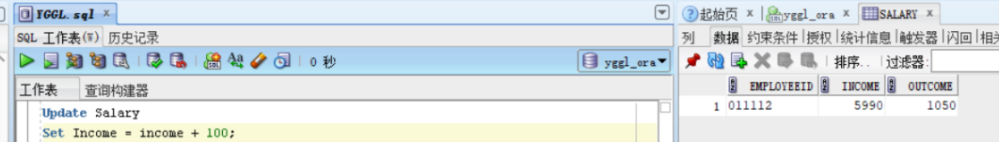 YGGL.sql ×
SQL 工作表(W) 历史记录
0 秒
yggl_ora
工作表 查询构建器
Update Salary
Set Income = income + 100;
起始页 × yggl_ora × SALARY ×
列 数据 约束条件 |授权 |统计信息 |触发器 |闪回 |相关
排序.. 过滤器:
EMPLOYEEID INCOME OUTCOME
1 011112 5990 1050